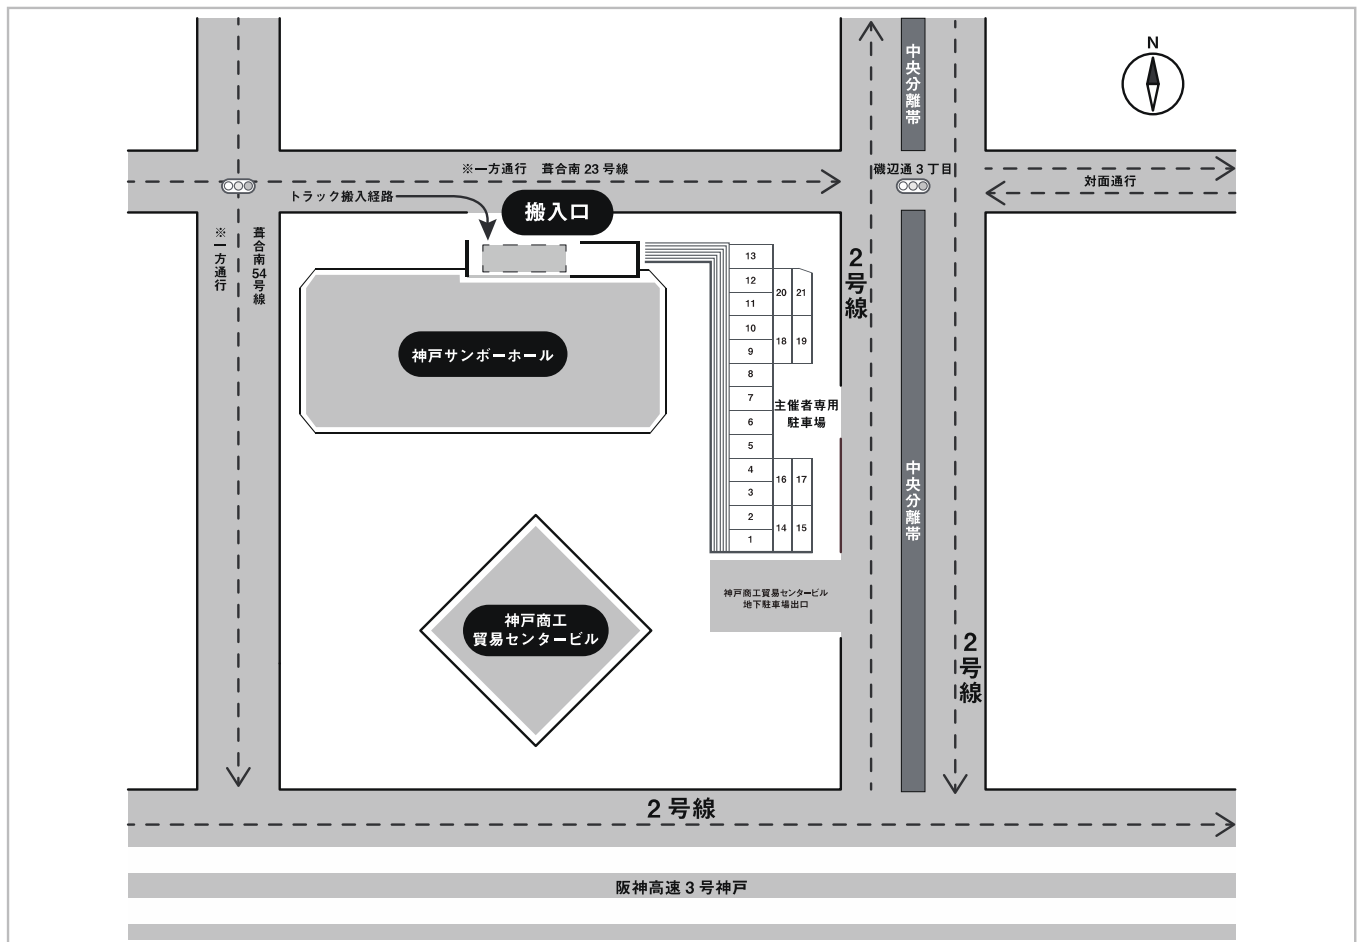 N
中央分離帯
※一方通行 葺合南23号線
磯辺通3丁目
対面通行
トラック搬入経路
搬入口
※一方通行
葺合南54号線
2号線
13
12
11
10
9
8
7
6
5
4
3
2
1
20
21
18
19
16
17
14
15
神戸サンボーホール
主催者専用
駐車場
中央分離帯
神戸商工貿易センタービル
地下駐車場出口
神戸商工
貿易センタービル
2号線
2号線
阪神高速3号神戸